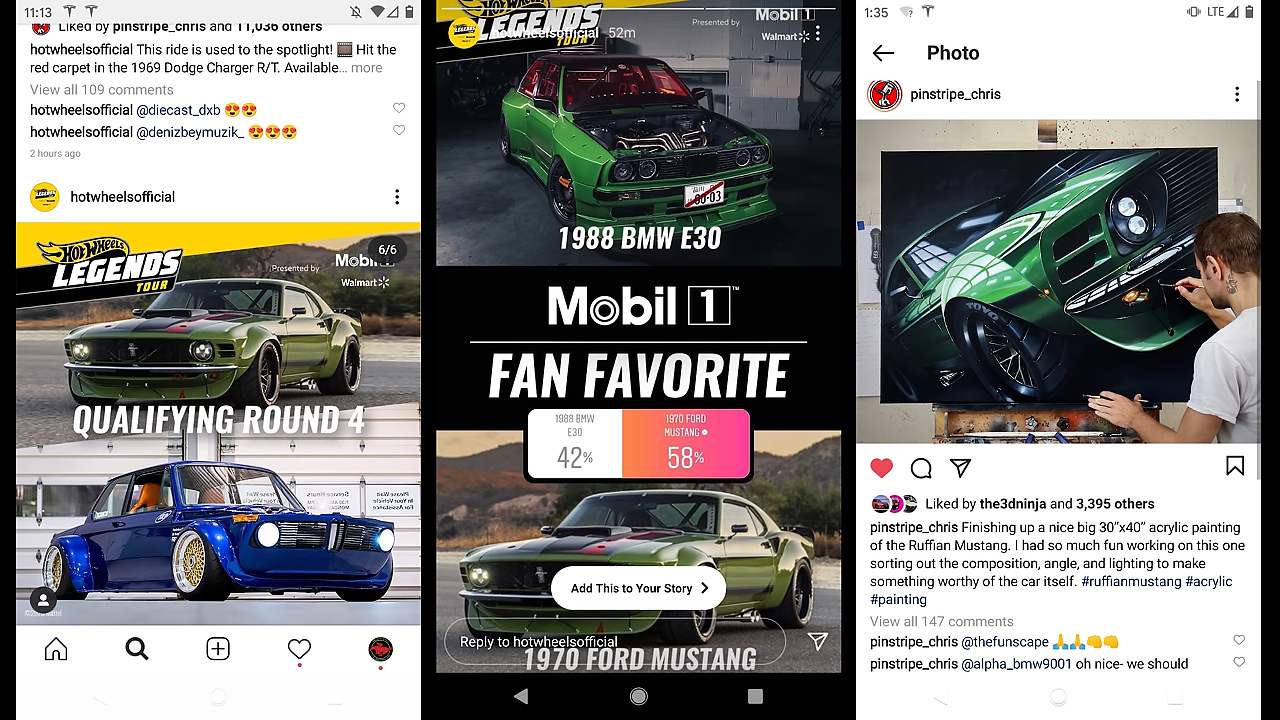 11:13
Liked by pinstripe_chris and 11,036 others
hotwheelsofficial This ride is used to the spotlight! 🎞 Hit the
red carpet in the 1969 Dodge Charger R/T. Available... more
View all 109 comments
hotwheelsofficial @diecast_dxb 😍😍
hotwheelsofficial @denizbeymuzik_ 😍😍😍
2 hours ago
hotwheelsofficial
HOT WHEELS
LEGENDS
TOUR
Presented by
Mobil 1
Walmart
6/6
QUALIFYING ROUND 4
LEGENDS
TOUR
hotwheelsofficial 52m
Presented by
Mobil 1
Walmart
00-03
1988 BMW E30
Mobil 1™
FAN FAVORITE
1988 BMW
E30
42%
1970 FORD
MUSTANG
58%
Add This to Your Story
Reply to hotwheelsofficial
1970 FORD MUSTANG
1:35
LTE
Photo
pinstripe_chris
TOYO
Liked by the3dninja and 3,395 others
pinstripe_chris Finishing up a nice big 30"x40" acrylic painting
of the Ruffian Mustang. I had so much fun working on this one
sorting out the composition, angle, and lighting to make
something worthy of the car itself. #ruffianmustang #acrylic
#painting
View all 147 comments
pinstripe_chris @thefunscape 🙏🙏👊👊
pinstripe_chris @alpha_bmw9001 oh nice- we should